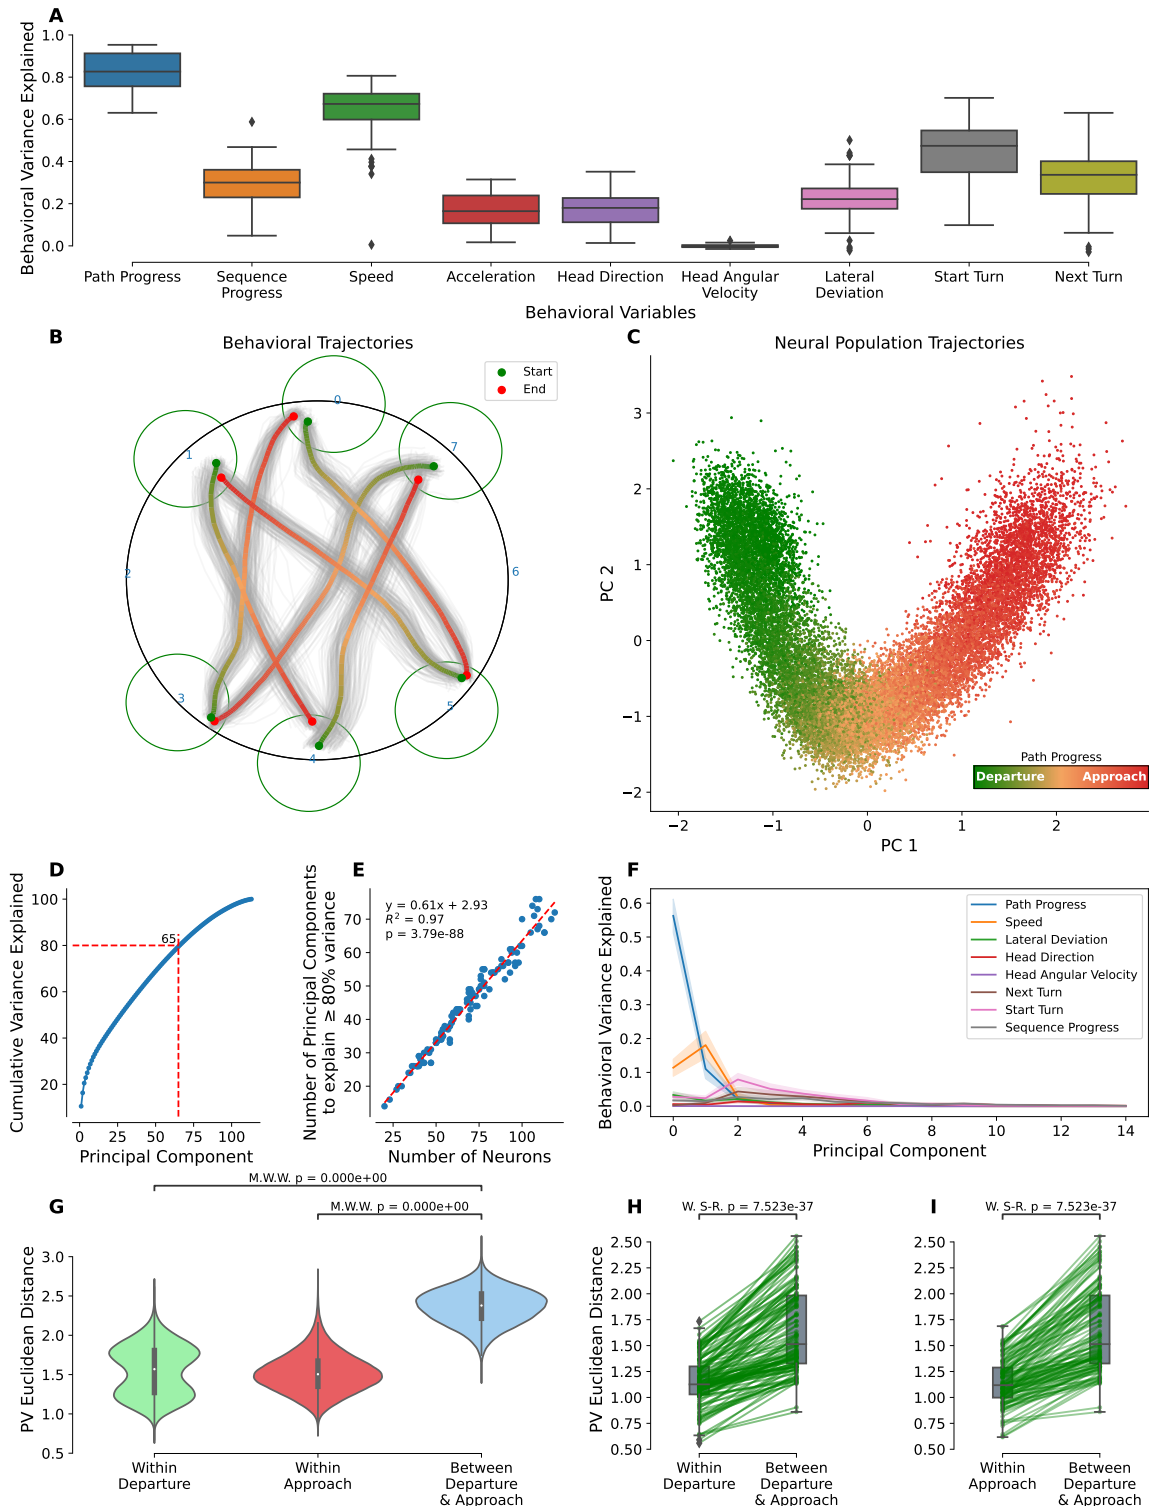 A
Behavioral Variance Explained
1.0
0.8
0.6
0.4
0.2
0.0
Path Progress
Sequence
Progress
Speed
Acceleration
Head Direction
Head Angular
Velocity
Lateral
Deviation
Start Turn
Next Turn
Behavioral Variables
B
Behavioral Trajectories
Start
End
0
1
7
2
6
3
5
4
C
Neural Population Trajectories
PC 2
3
2
1
0
−1
−2
Path Progress
Departure
Approach
−2
−1
0
1
2
PC 1
D
Cumulative Variance Explained
100
80
60
40
20
65
0
25
50
75
100
Principal Component
E
Number of Principal Components
to explain ≥ 80% variance
y = 0.61x + 2.93
R² = 0.97
p = 3.79e-88
70
60
50
40
30
20
20
30
40
50
60
70
75
100
Number of Neurons
F
Behavioral Variance Explained
0.6
0.5
0.4
0.3
0.2
0.1
0.0
Path Progress
Speed
Lateral Deviation
Head Direction
Head Angular Velocity
Next Turn
Start Turn
Sequence Progress
0
2
4
6
8
10
12
14
Principal Component
G
M.W.W. p = 0.000e+00
M.W.W. p = 0.000e+00
PV Euclidean Distance
3.0
2.5
2.0
1.5
1.0
0.5
Within
Departure
Within
Approach
Between
Departure
& Approach
H
W. S-R. p = 7.523e-37
PV Euclidean Distance
2.50
2.25
2.00
1.75
1.50
1.25
1.00
0.75
0.50
Within
Departure
Between
Departure
& Approach
I
W. S-R. p = 7.523e-37
2.50
2.25
2.00
1.75
1.50
1.25
1.00
0.75
0.50
Within
Approach
Between
Departure
& Approach